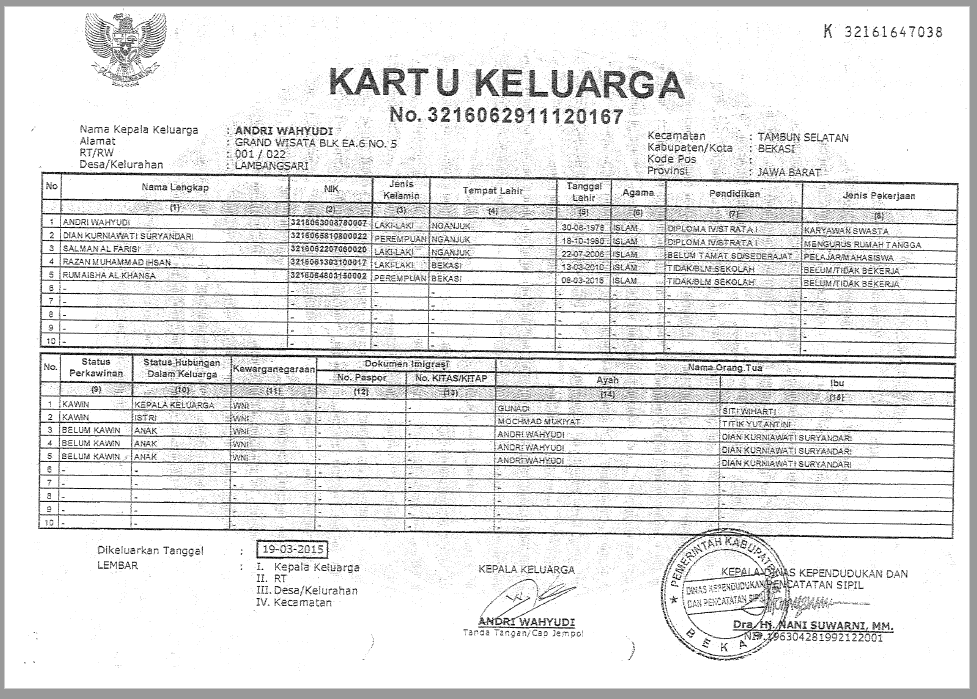 K 32161647038
KARTU KELUARGA
No. 3216062911120167
Nama Kepala Keluarga : ANDRI WAHYUDI
Alamat : GRAND WISATA BLK EA.6 NO. 5
RT/RW : 001 / 022
Desa/Kelurahan : LAMBANGSARI
Kecamatan : TAMBUN SELATAN
Kabupaten/Kota : BEKASI
Kode Pos :
Provinsi : JAWA BARAT
No Nama Lengkap NIK Jenis Kelamin Tempat Lahir Tanggal Lahir Agama Pendidikan Jenis Pekerjaan
(1) (2) (3) (4) (5) (6) (7) (8)
1 ANDRI WAHYUDI LAKI-LAKI NGANJUK ISLAM DIPLOMA IV/STRATA I KARYAWAN SWASTA
2 DIAN KURNIAWATI SURYANDARI PEREMPUAN NGANJUK 18-10-1980 ISLAM DIPLOMA IV/STRATA I MENGURUS RUMAH TANGGA
3 SALMAN AL FARISI LAKI-LAKI NGANJUK 22-07-2006 ISLAM BELUM TAMAT SD/SEDERAJAT PELAJAR/MAHASISWA
4 RAZAN MUHAMMAD IHSAN LAKI-LAKI BEKASI 13-03-2010 ISLAM TIDAK/BLM SEKOLAH BELUM/TIDAK BEKERJA
5 RUMAISHA AL KHANSA PEREMPUAN BEKASI 08-03-2015 ISLAM TIDAK/BLM SEKOLAH BELUM/TIDAK BEKERJA
6 - - - - - - - -
7 - - - - - - - -
8 - - - - - - - -
9 - - - - - - - -
10 - - - - - - - -
No. Status Perkawinan Status Hubungan Dalam Keluarga Kewarganegaraan Dokumen Imigrasi Nama Orang Tua
No. Paspor No. KITAS/KITAP Ayah Ibu
(9) (10) (11) (12) (13) (14) (15)
1 KAWIN KEPALA KELUARGA WNI - - GUNADI SITI WIHARTI
2 KAWIN ISTRI WNI - - MOCHMAD MUKIYAT TITIK YUTANTINI
3 BELUM KAWIN ANAK WNI - - ANDRI WAHYUDI DIAN KURNIAWATI SURYANDARI
4 BELUM KAWIN ANAK WNI - - ANDRI WAHYUDI DIAN KURNIAWATI SURYANDARI
5 BELUM KAWIN ANAK WNI - - ANDRI WAHYUDI DIAN KURNIAWATI SURYANDARI
6 - - - - - - -
7 - - - - - - -
8 - - - - - - -
9 - - - - - - -
10 - - - - - - -
Dikeluarkan Tanggal : 19-03-2015
LEMBAR : I. Kepala Keluarga
II. RT
III. Desa/Kelurahan
IV. Kecamatan
KEPALA KELUARGA
ANDRI WAHYUDI
Tanda Tangan/Cap Jempol
KEPALA DINAS KEPENDUDUKAN DAN
PENCATATAN SIPIL
PEMERINTAH KABUPATEN
DINAS KEPENDUDUKAN
DAN PENCATATAN SIPIL
BEKASI
Dra. Hj. NANI SUWARNI, MM.
NIP. 196304281992122001